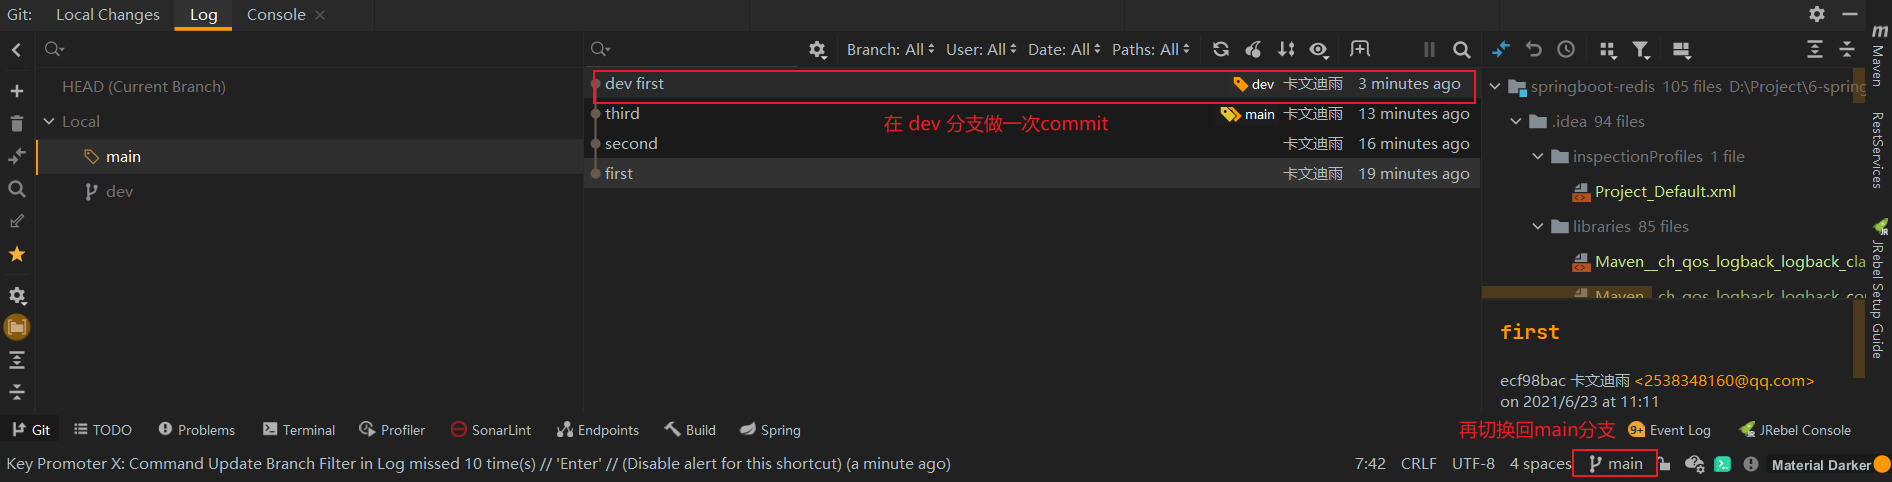 Git: Local Changes Log Console
Branch: All User: All Date: All Paths: All
HEAD (Current Branch)
Local
main
dev
dev first dev 卡文迪雨 3 minutes ago
third main 卡文迪雨 13 minutes ago
在 dev 分支做一次commit
second 卡文迪雨 16 minutes ago
first 卡文迪雨 19 minutes ago
springboot-redis 105 files D:\Project\6-spring
.idea 94 files
inspectionProfiles 1 file
Project_Default.xml
libraries 85 files
Maven__ch_qos_logback_logback_cla
Maven__ch_qos_logback_logback_co
first
ecf98bac 卡文迪雨 <2538348160@qq.com>
on 2021/6/23 at 11:11
m Maven
RestServices
JR JRebel Setup Guide
Git TODO Problems Terminal Profiler SonarLint Endpoints Build Spring
再切换回main分支
9+ Event Log JR JRebel Console
Key Promoter X: Command Update Branch Filter in Log missed 10 time(s) // 'Enter' // (Disable alert for this shortcut) (a minute ago)
7:42 CRLF UTF-8 4 spaces main Material Darker